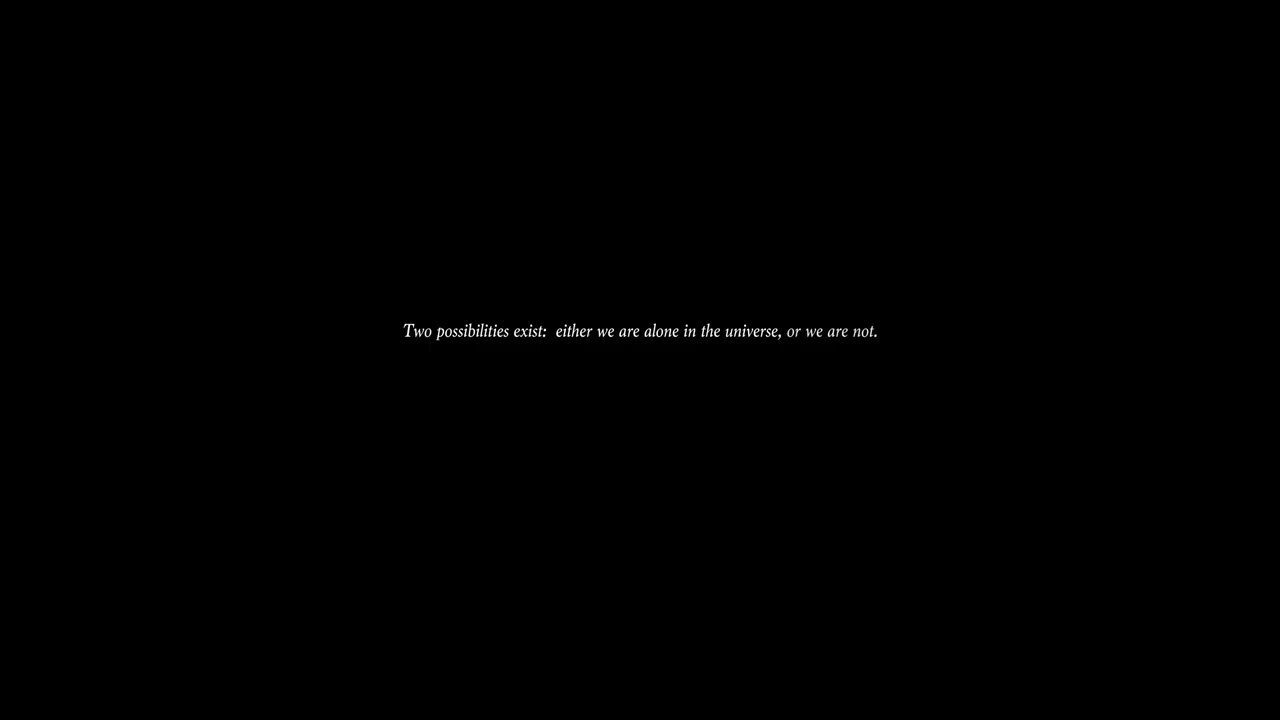 Two possibilities exist:  either we are alone in the universe, or we are not.